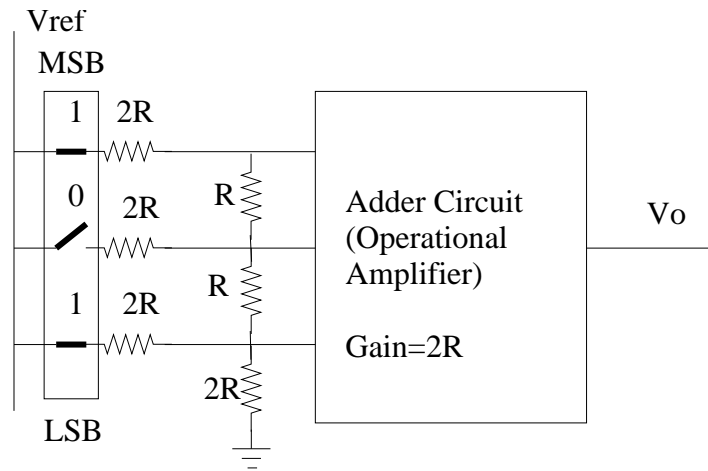 Vref
MSB
1
2R
R
0
2R
R
1
2R
2R
LSB
Adder Circuit
(Operational
Amplifier)
Gain=2R
Vo